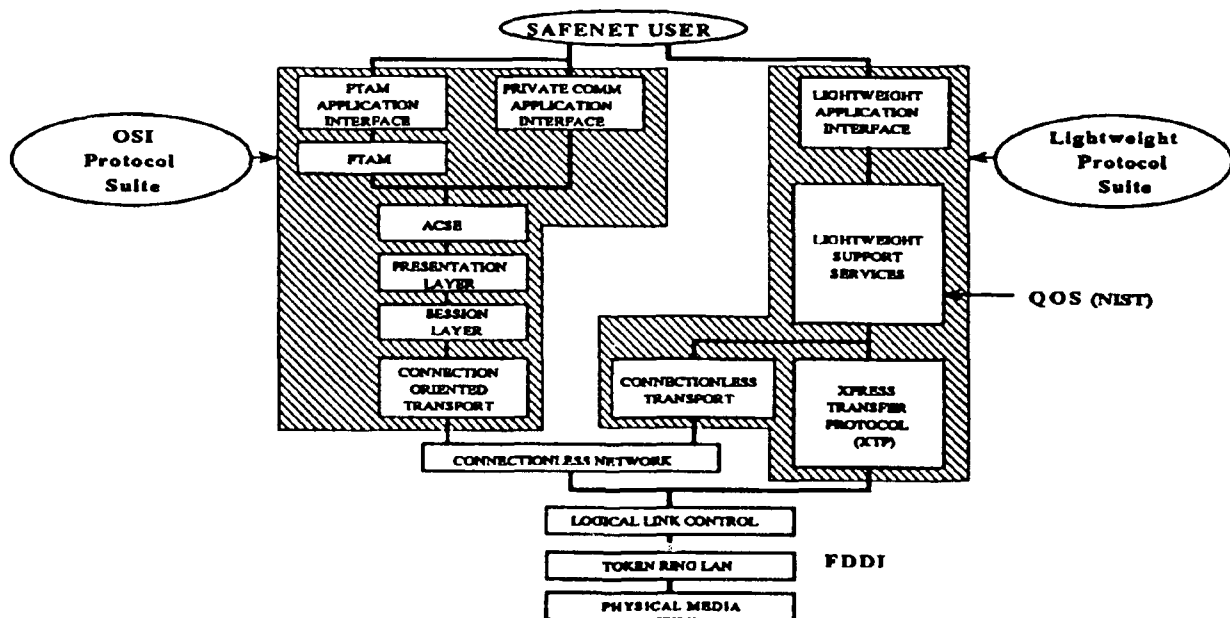 SAFENET USER
FTAM
APPLICATION
INTERFACE
PRIVATE COMM
APPLICATION
INTERFACE
LIGHTWEIGHT
APPLICATION
INTERFACE
OSI
Protocol
Suite
FTAM
Lightweight
Protocol
Suite
ACSE
LIGHTWEIGHT
SUPPORT
SERVICES
PRESENTATION
LAYER
QOS (NIST)
SESSION
LAYER
CONNECTION
ORIENTED
TRANSPORT
CONNECTIONLESS
TRANSPORT
XPRESS
TRANSFER
PROTOCOL
(XTP)
CONNECTIONLESS NETWORK
LOGICAL LINK CONTROL
TOKEN RING LAN
FDDI
PHYSICAL MEDIA